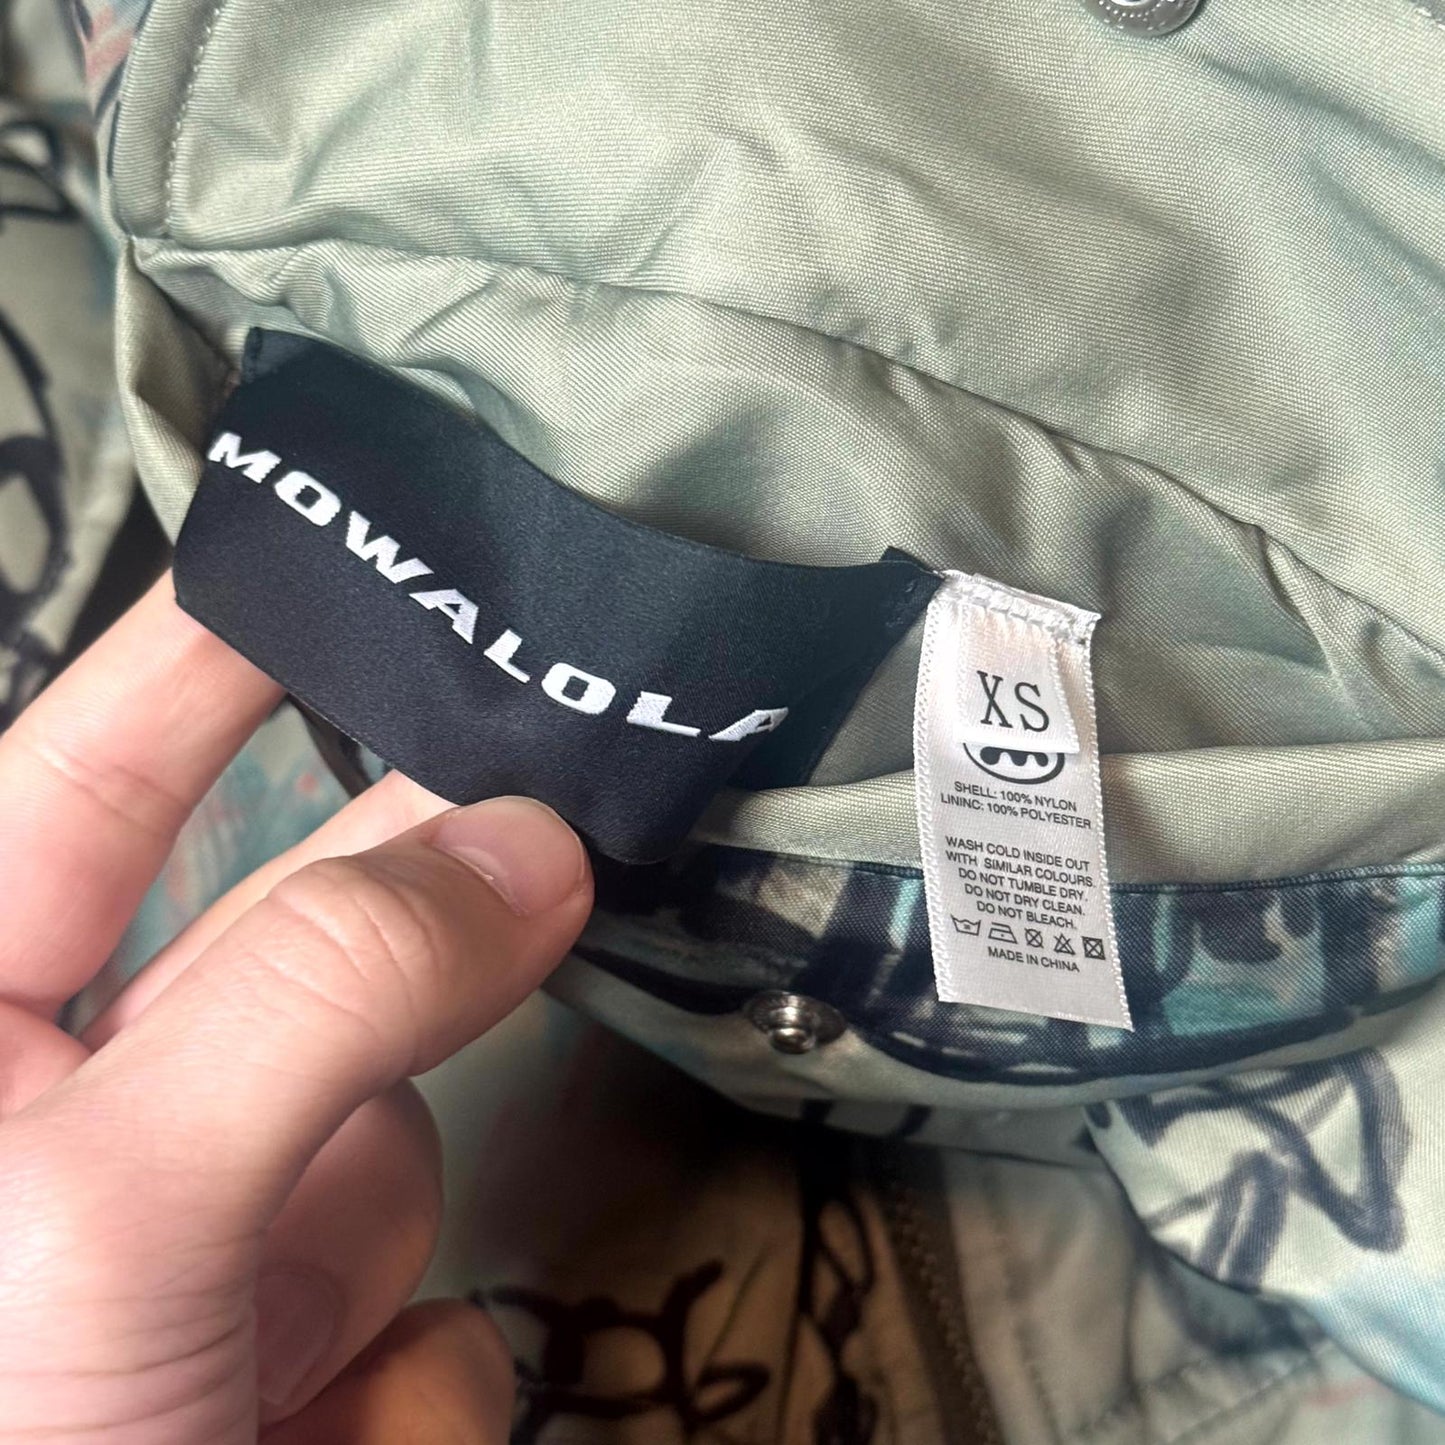 MOWALOLA
XS
SHELL: 100% NYLON
LININC: 100% POLYESTER
WASH COLD INSIDE OUT
WITH SIMILAR COLOURS.
DO NOT TUMBLE DRY.
DO NOT DRY CLEAN.
DO NOT BLEACH.
MADE IN CHINA